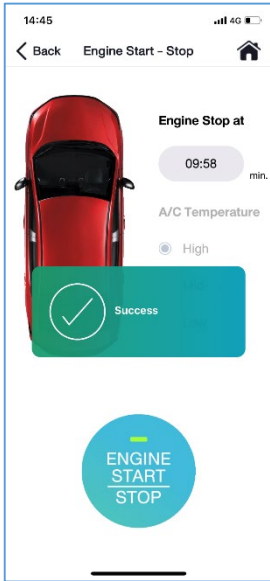 14:45
4G
Back
Engine Start – Stop
Engine Stop at
09:58
min.
A/C Temperature
High
Success
ENGINE
START
STOP